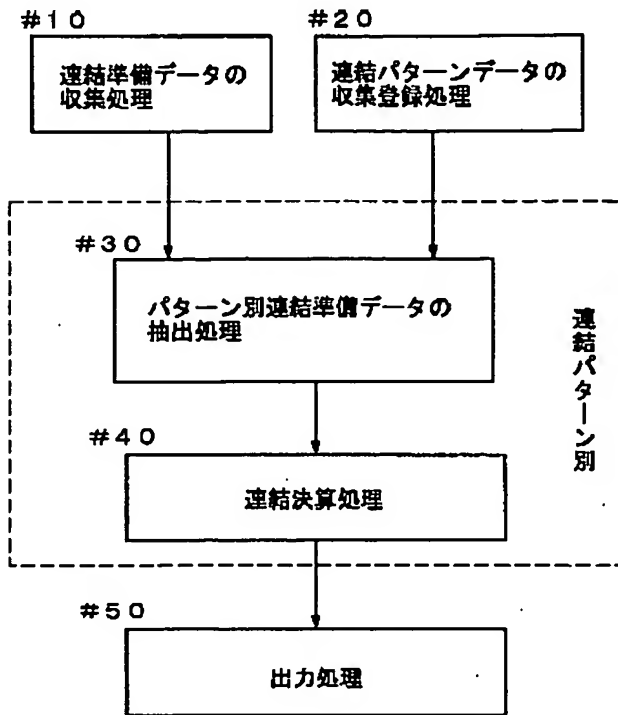 #10
連結準備データの
収集処理
#20
連結パターンデータの
収集登録処理
#30
パターン別連結準備データの
抽出処理
連結パターン別
#40
連結決算処理
#50
出力処理